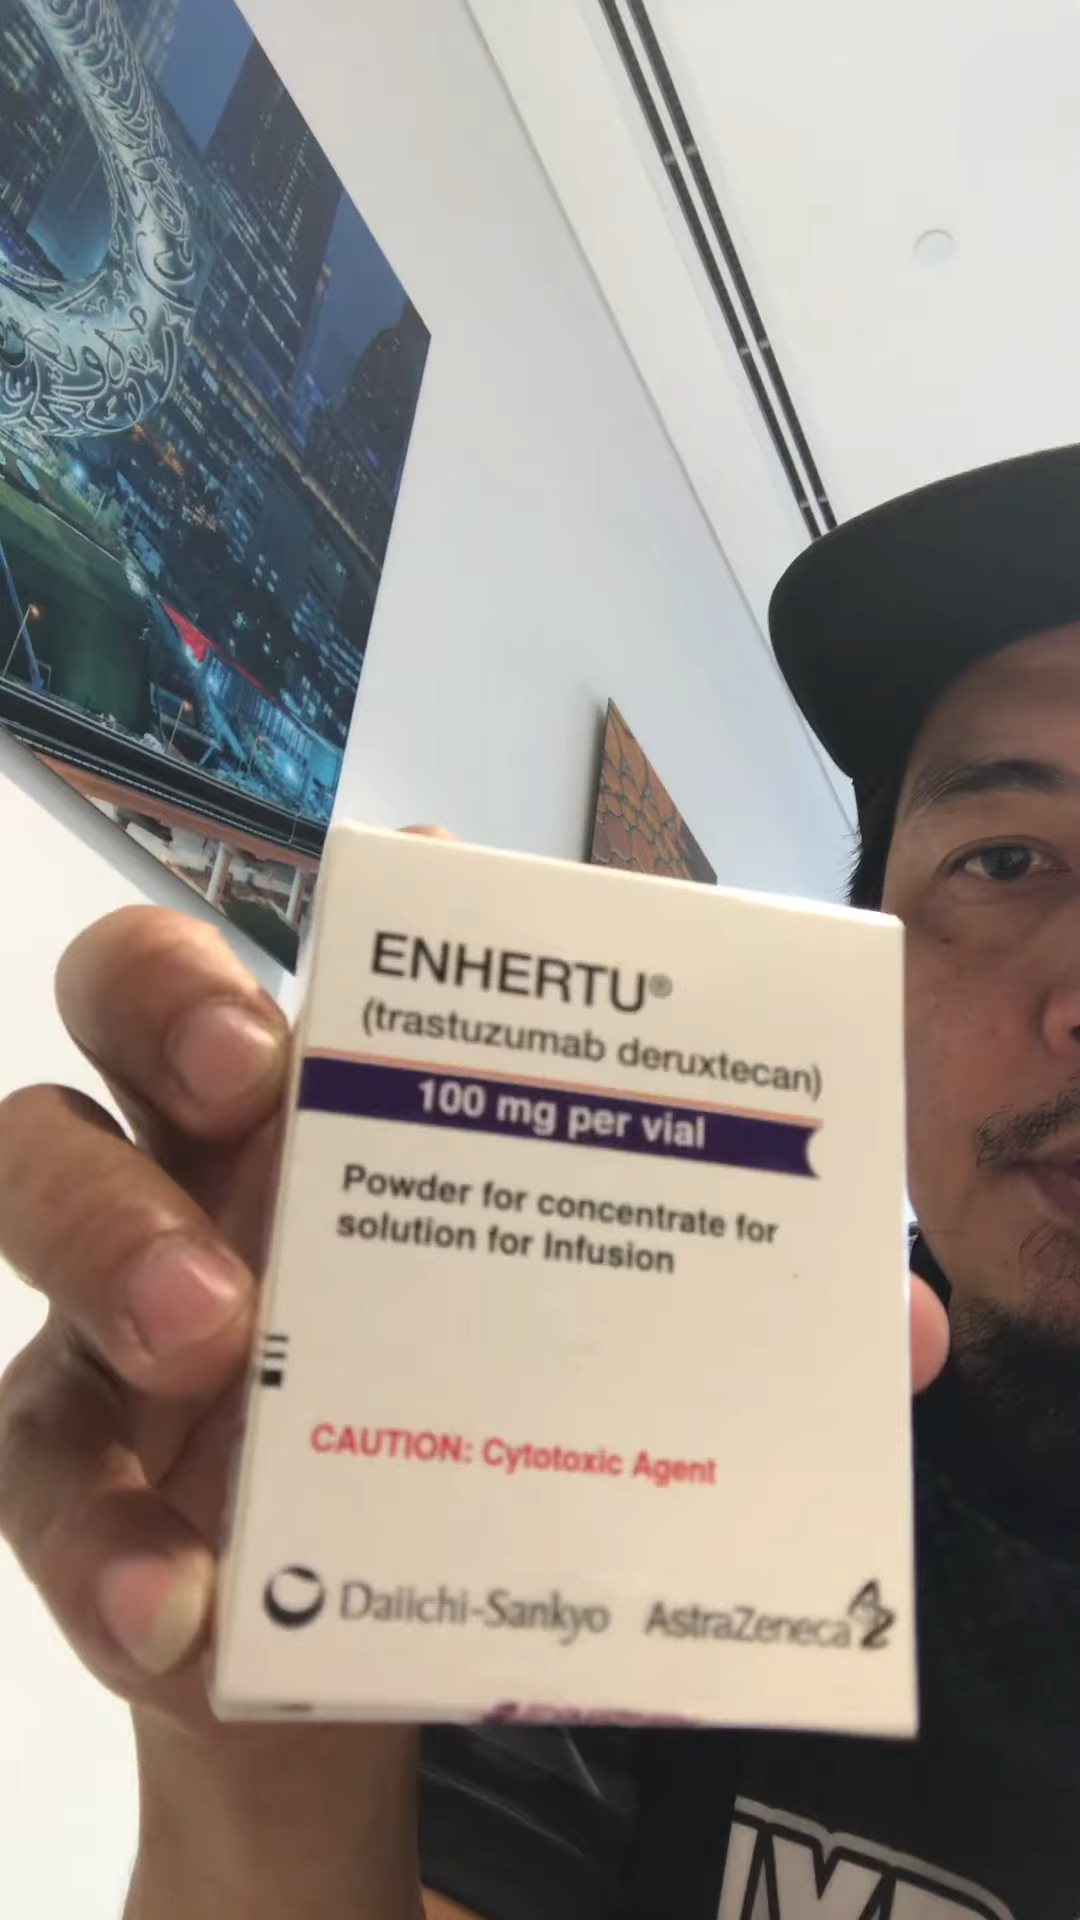 ENHERTU®
(trastuzumab deruxtecan)
100 mg per vial
Powder for concentrate for
solution for Infusion
CAUTION: Cytotoxic Agent
Daiichi-Sankyo AstraZeneca